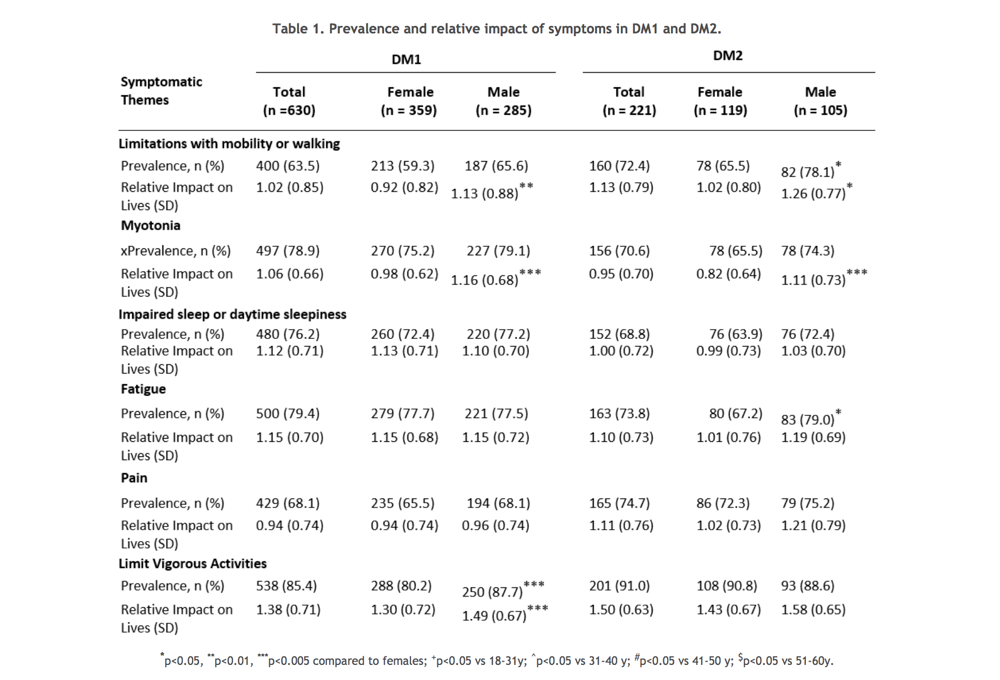 Table 1. Prevalence and relative impact of symptoms in DM1 and DM2.
DM1 DM2
Symptomatic Themes Total (n =630) Female (n = 359) Male (n = 285) Total (n = 221) Female (n = 119) Male (n = 105)
Limitations with mobility or walking
Prevalence, n (%) 400 (63.5) 213 (59.3) 187 (65.6) 160 (72.4) 78 (65.5) 82 (78.1)*
Relative Impact on Lives (SD) 1.02 (0.85) 0.92 (0.82) 1.13 (0.88)** 1.13 (0.79) 1.02 (0.80) 1.26 (0.77)*
Myotonia
xPrevalence, n (%) 497 (78.9) 270 (75.2) 227 (79.1) 156 (70.6) 78 (65.5) 78 (74.3)
Relative Impact on Lives (SD) 1.06 (0.66) 0.98 (0.62) 1.16 (0.68)*** 0.95 (0.70) 0.82 (0.64) 1.11 (0.73)***
Impaired sleep or daytime sleepiness
Prevalence, n (%) 480 (76.2) 260 (72.4) 220 (77.2) 152 (68.8) 76 (63.9) 76 (72.4)
Relative Impact on Lives (SD) 1.12 (0.71) 1.13 (0.71) 1.10 (0.70) 1.00 (0.72) 0.99 (0.73) 1.03 (0.70)
Fatigue
Prevalence, n (%) 500 (79.4) 279 (77.7) 221 (77.5) 163 (73.8) 80 (67.2) 83 (79.0)*
Relative Impact on Lives (SD) 1.15 (0.70) 1.15 (0.68) 1.15 (0.72) 1.10 (0.73) 1.01 (0.76) 1.19 (0.69)
Pain
Prevalence, n (%) 429 (68.1) 235 (65.5) 194 (68.1) 165 (74.7) 86 (72.3) 79 (75.2)
Relative Impact on Lives (SD) 0.94 (0.74) 0.94 (0.74) 0.96 (0.74) 1.11 (0.76) 1.02 (0.73) 1.21 (0.79)
Limit Vigorous Activities
Prevalence, n (%) 538 (85.4) 288 (80.2) 250 (87.7)*** 201 (91.0) 108 (90.8) 93 (88.6)
Relative Impact on Lives (SD) 1.38 (0.71) 1.30 (0.72) 1.49 (0.67)*** 1.50 (0.63) 1.43 (0.67) 1.58 (0.65)
*p<0.05, **p<0.01, ***p<0.005 compared to females; +p<0.05 vs 18-31y; ^p<0.05 vs 31-40 y; #p<0.05 vs 41-50 y; $p<0.05 vs 51-60y.